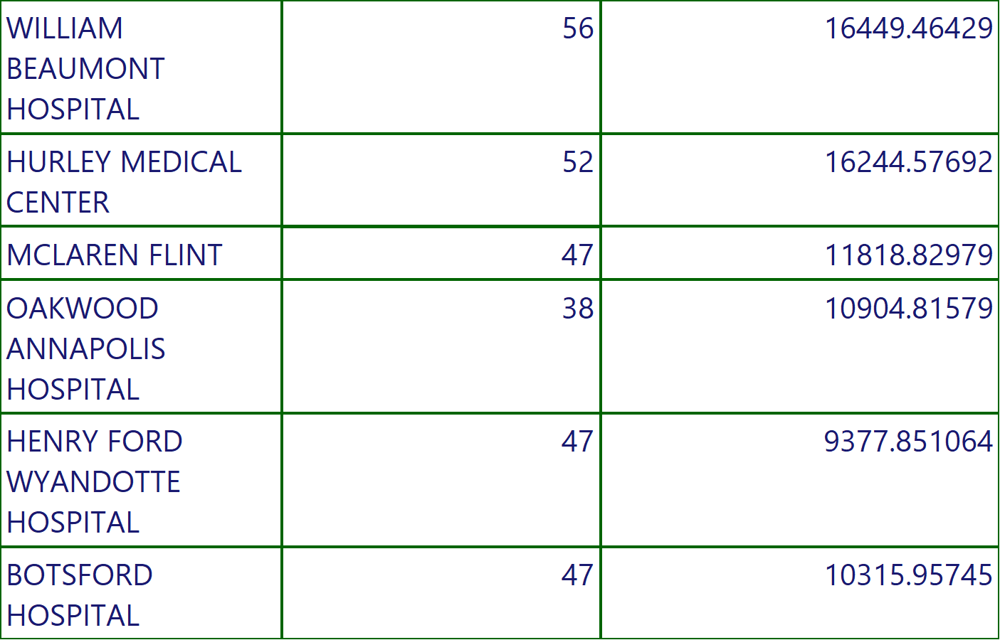 WILLIAM BEAUMONT HOSPITAL 56 16449.46429
HURLEY MEDICAL CENTER 52 16244.57692
MCLAREN FLINT 47 11818.82979
OAKWOOD ANNAPOLIS HOSPITAL 38 10904.81579
HENRY FORD WYANDOTTE HOSPITAL 47 9377.851064
BOTSFORD HOSPITAL 47 10315.95745